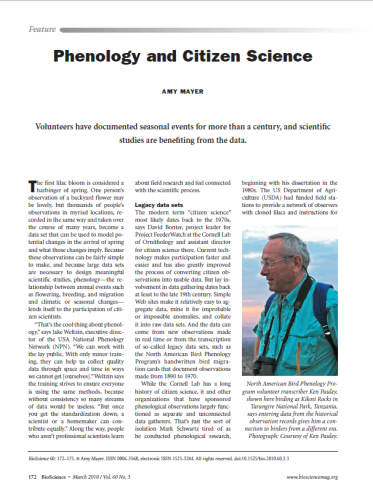 Feature
Phenology and Citizen Science
AMY MAYER
Volunteers have documented seasonal events for more than a century, and scientific
studies are benefiting from the data.
The first lilac bloom is considered a
harbinger of spring. One person's
observation of a backyard flower may
be lovely, but thousands of people's
observations in myriad locations, re-
corded in the same way and taken over
the course of many years, become a
data set that can be used to model po-
tential changes in the arrival of spring
and what those changes imply. Because
these observations can be fairly simple
to make, and because large data sets
are necessary to design meaningful
scientific studies, phenology—the re-
lationship between annual events such
as flowering, breeding, and migration
and climatic or seasonal changes—
lends itself to the participation of citi-
zen scientists.
"That's the cool thing about phenol-
ogy," says Jake Weltzin, executive direc-
tor of the USA National Phenology
Network (NPN). "We can work with
the lay public. With only minor train-
ing, they can help us collect quality
data through space and time in ways
we cannot get [ourselves]." Weltzin says
the training strives to ensure everyone
is using the same methods, because
without consistency so many streams
of data would be useless. "But once
you get the standardization down, a
scientist or a homemaker can con-
tribute equally." Along the way, people
who aren't professional scientists learn
about field research and feel connected
with the scientific process.
Legacy data sets
The modern term "citizen science"
most likely dates back to the 1970s,
says David Bonter, project leader for
Project FeederWatch at the Cornell Lab
of Ornithology and assistant director
for citizen science there. Current tech-
nology makes participation faster and
easier and has also greatly improved
the process of converting citizen ob-
servations into usable data. But lay in-
volvement in data gathering dates back
at least to the late 19th century. Simple
Web sites make it relatively easy to ag-
gregate data, mine it for improbable
or impossible anomalies, and collate
it into raw data sets. And the data can
come from new observations made
in real time or from the transcription
of so-called legacy data sets, such as
the North American Bird Phenology
Program's handwritten bird migra-
tion cards that document observations
made from 1890 to 1970.
While the Cornell Lab has a long
history of citizen science, it and other
organizations that have sponsored
phenological observations largely func-
tioned as separate and unconnected
data gatherers. That's just the sort of
isolation Mark Schwartz tired of as
he conducted phenological research,
beginning with his dissertation in the
1980s. The US Department of Agri-
culture (USDA) had funded field sta-
tions to provide a network of observers
with cloned lilacs and instructions for
North American Bird Phenology Pro-
gram volunteer transcriber Ken Pauley,
shown here birding at Kikoti Rocks in
Tarangire National Park, Tanzania,
says entering data from the historical
observation records gives him a con-
nection to birders from a different era.
Photograph: Courtesy of Ken Pauley.
BioScience 60: 172–175. © Amy Mayer. ISSN 0006-3568, electronic ISSN 1525-3244. All rights reserved. doi:10.1525/bio.2010.60.3.3
172 BioScience • March 2010 / Vol. 60 No. 3
www.biosciencemag.org